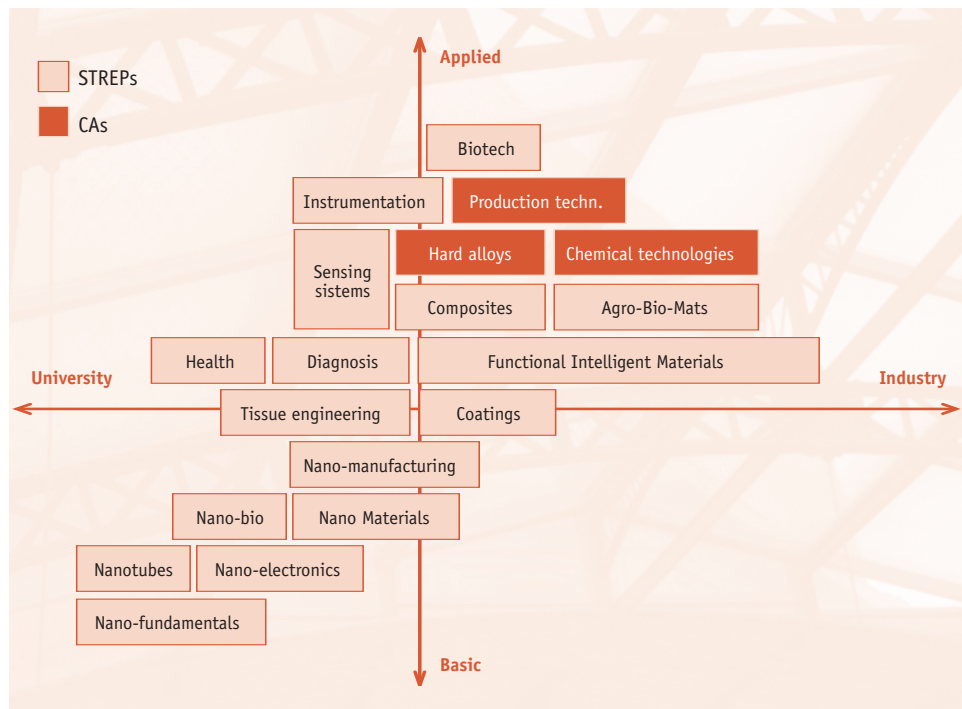 STREPs
CAs
Applied
Biotech
Instrumentation
Production techn.
Sensing
sistems
Hard alloys
Chemical technologies
Composites
Agro-Bio-Mats
Health
Diagnosis
Functional Intelligent Materials
University
Industry
Tissue engineering
Coatings
Nano-manufacturing
Nano-bio
Nano Materials
Nanotubes
Nano-electronics
Nano-fundamentals
Basic